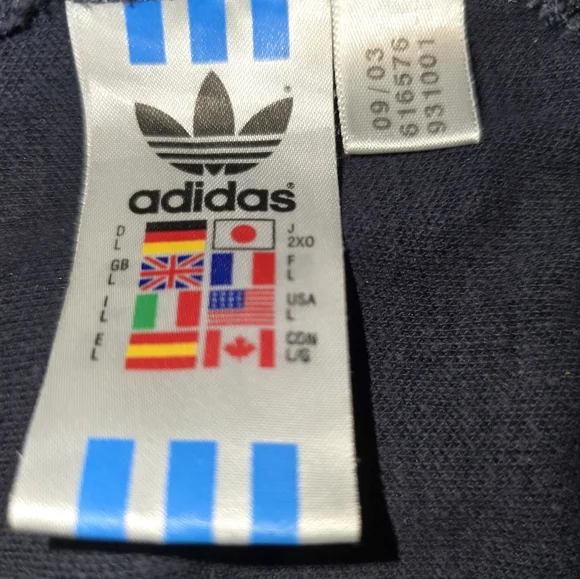 adidas
D
L
J
2XO
GB
L
F
L
I
L
USA
L
E
L
CDN
L/G
09/03
616576
931001